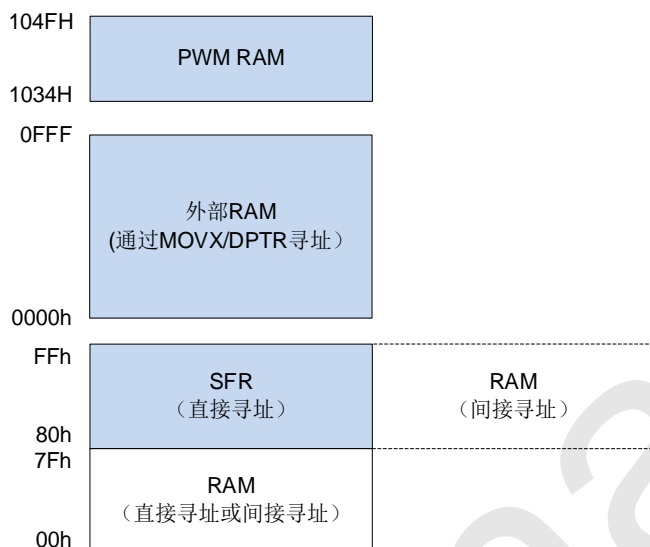 104FH
PWM RAM
1034H
0FFF
外部RAM
(通过MOVX/DPTR寻址）
0000h
FFh
SFR
（直接寻址）
RAM
（间接寻址）
80h
7Fh
RAM
（直接寻址或间接寻址）
00h